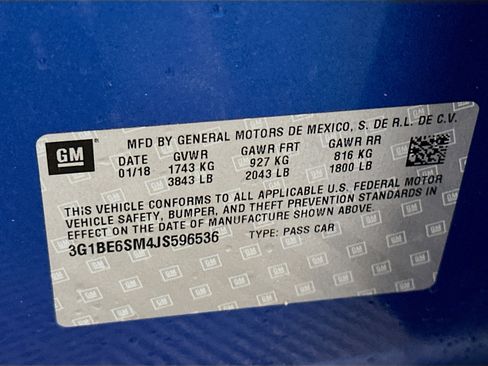 GM
MFD BY GENERAL MOTORS DE MEXICO, S. DE R.L. DE C.V.
DATE GVWR GAWR FRT GAWR RR
01/18 1743 KG 927 KG 816 KG
3843 LB 2043 LB 1800 LB
THIS VEHICLE CONFORMS TO ALL APPLICABLE U.S. FEDERAL MOTOR
VEHICLE SAFETY, BUMPER, AND THEFT PREVENTION STANDARDS IN
EFFECT ON THE DATE OF MANUFACTURE SHOWN ABOVE.
3G1BE6SM4JS596536 TYPE: PASS CAR